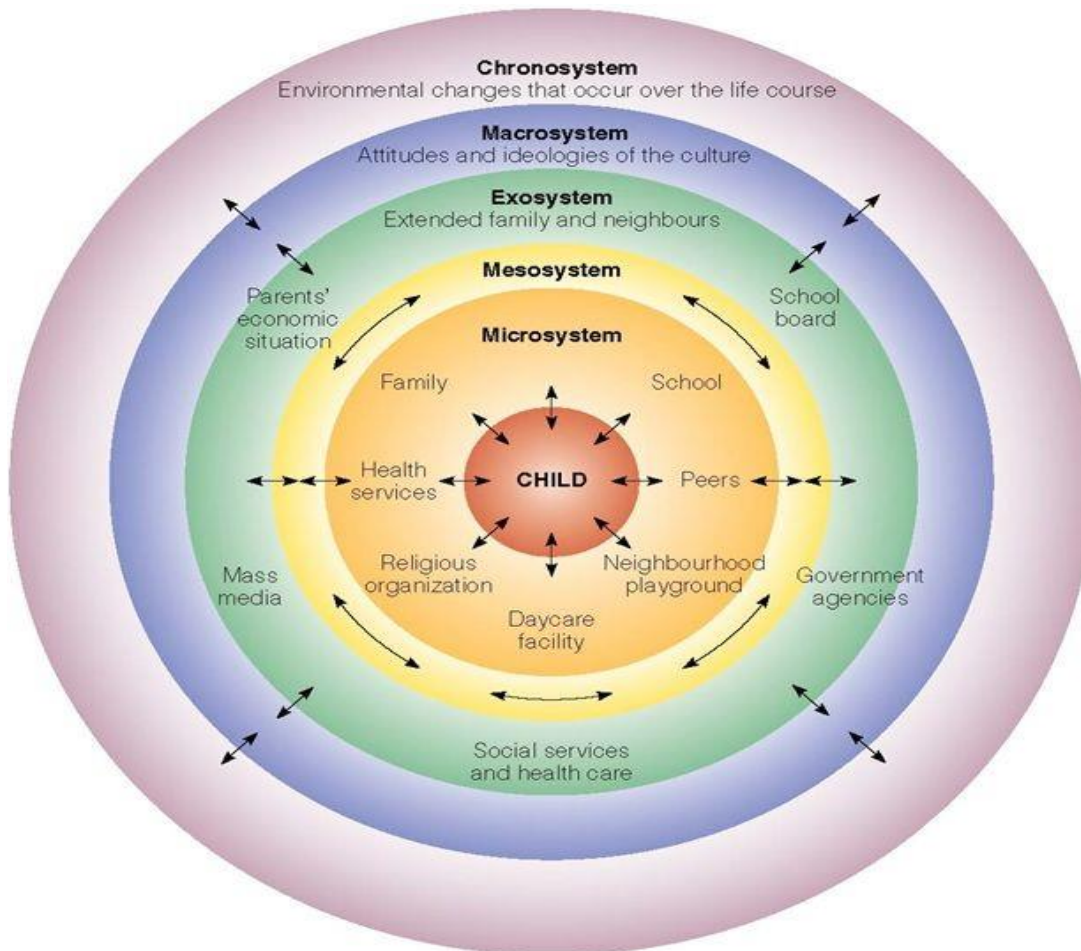 Chronosystem
Environmental changes that occur over the life course
Macrosystem
Attitudes and ideologies of the culture
Exosystem
Extended family and neighbours
Mesosystem
Parents'
economic
situation
School
board
Microsystem
Family
School
Health
services
CHILD
Peers
Religious
organization
Neighbourhood
playground
Mass
media
Government
agencies
Daycare
facility
Social services
and health care